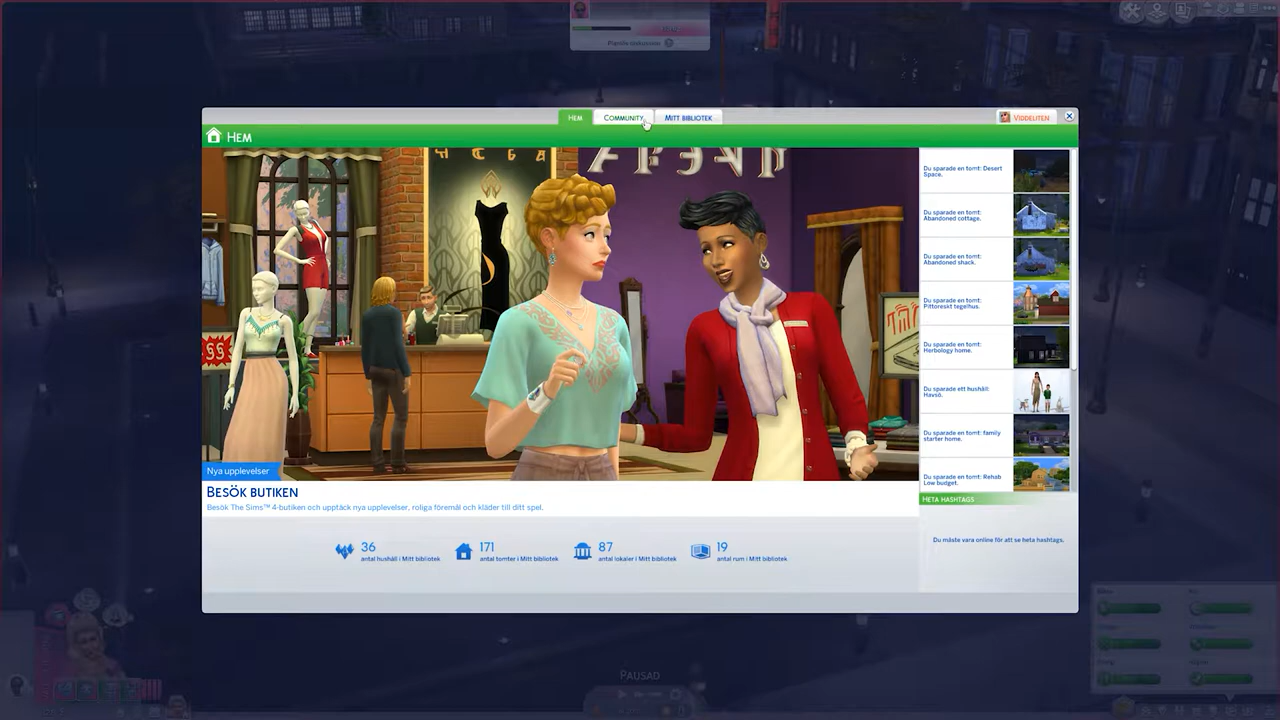 HEM
COMMUNITY
MITT BIBLIOTEK
VIDDELITEN
HEM
Du sparade en tomt: Desert
Space.
Du sparade en tomt:
Abandoned cottage.
Du sparade en tomt:
Abandoned shack.
Du sparade en tomt:
Pittoreskt tegelhus.
Du sparade en tomt:
Herbology home.
Du sparade ett hushåll:
Havsö.
Du sparade en tomt: family
starter home.
Du sparade en tomt: Rehab
Low budget.
HETA HASHTAGS
Du måste vara online för att se heta hashtags.
Nya upplevelser
BESÖK BUTIKEN
Besök The Sims™ 4-butiken och upptäck nya upplevelser, roliga föremål och kläder till ditt spel.
36
antal hushåll i Mitt bibliotek
171
antal tomter i Mitt bibliotek
87
antal lokaler i Mitt bibliotek
19
antal rum i Mitt bibliotek
PAUSAD